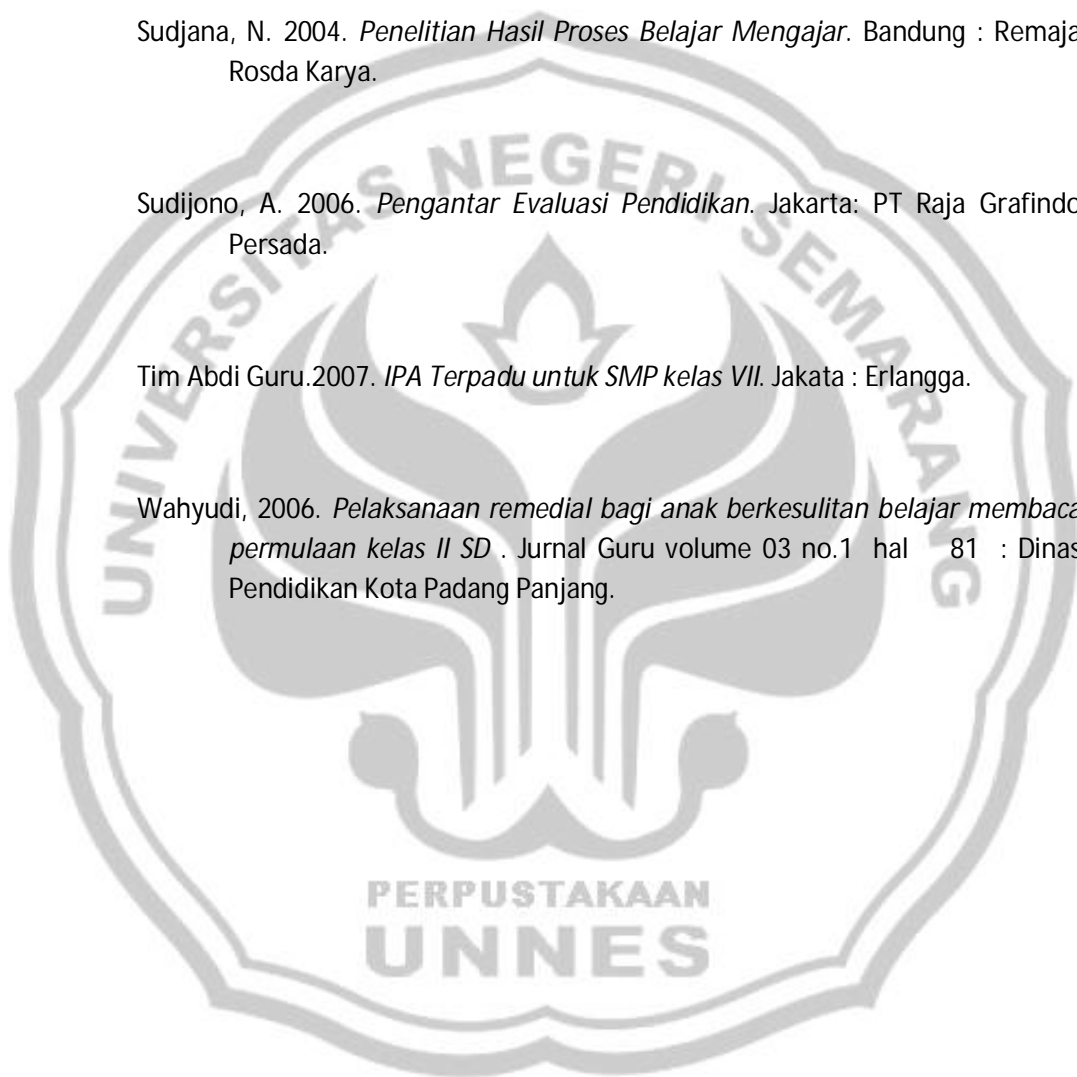 Sudjana, N. 2004. Penelitian Hasil Proses Belajar Mengajar. Bandung : Remaja
Rosda Karya.
UNIVERSITAS NEGERI SEMARANG
Sudijono, A. 2006. Pengantar Evaluasi Pendidikan. Jakarta: PT Raja Grafindo
Persada.
Tim Abdi Guru.2007. IPA Terpadu untuk SMP kelas VII. Jakata : Erlangga.
Wahyudi, 2006. Pelaksanaan remedial bagi anak berkesulitan belajar membaca
permulaan kelas II SD . Jurnal Guru volume 03 no.1 hal 81 : Dinas
Pendidikan Kota Padang Panjang.
PERPUSTAKAAN
UNNES